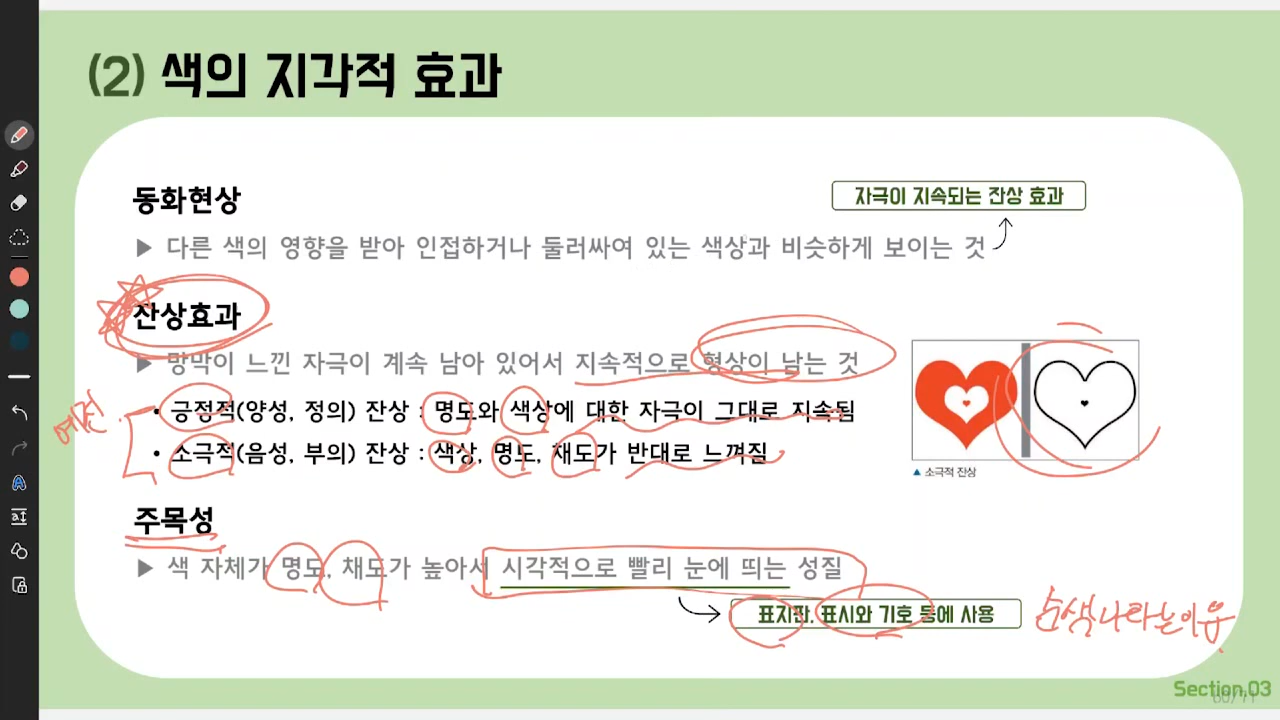 (2) 색의 지각적 효과
동화현상
자극이 지속되는 잔상 효과
▶ 다른 색의 영향을 받아 인접하거나 둘러싸여 있는 색상과 비슷하게 보이는 것
잔상효과
▶ 망막이 느낀 자극이 계속 남아 있어서 지속적으로 형상이 남는 것
• 긍정적(양성, 정의) 잔상 : 명도와 색상에 대한 자극이 그대로 지속됨
• 소극적(음성, 부의) 잔상 : 색상, 명도, 채도가 반대로 느껴짐
▲ 소극적 잔상
주목성
▶ 색 자체가 명도, 채도가 높아서 시각적으로 빨리 눈에 띄는 성질
표지판, 표시와 기호 등에 사용
Section.03